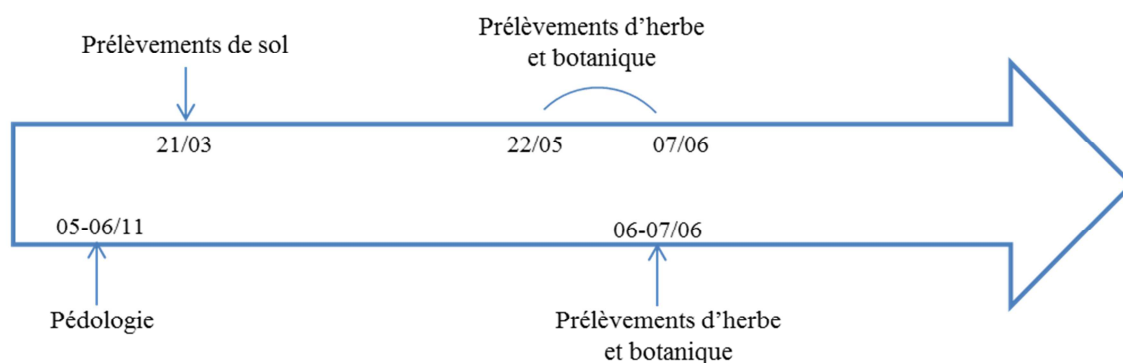 Prélèvements de sol
Prélèvements d’herbe
et botanique
21/03
22/05
07/06
05-06/11
06-07/06
Pédologie
Prélèvements d’herbe
et botanique